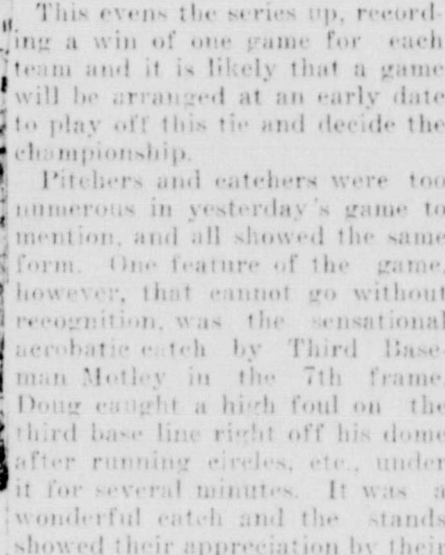 This evens the series up, record-
ing a win of one game for each
team and it is likely that a game
will be arranged at an early date
to play off this tie and decide the
championship.
Pitchers and catchers were too
numerous in yesterday's game to
mention, and all showed the same
form. One feature of the game,
however, that cannot go without
recognition, was the sensational
acrobatic catch by Third Base-
man Motley in the 7th frame.
Doug caught a high foul on the
third base line right off his dome
after running circles, etc., under
it for several minutes. It was a
wonderful catch and the stands
showed their appreciation by their